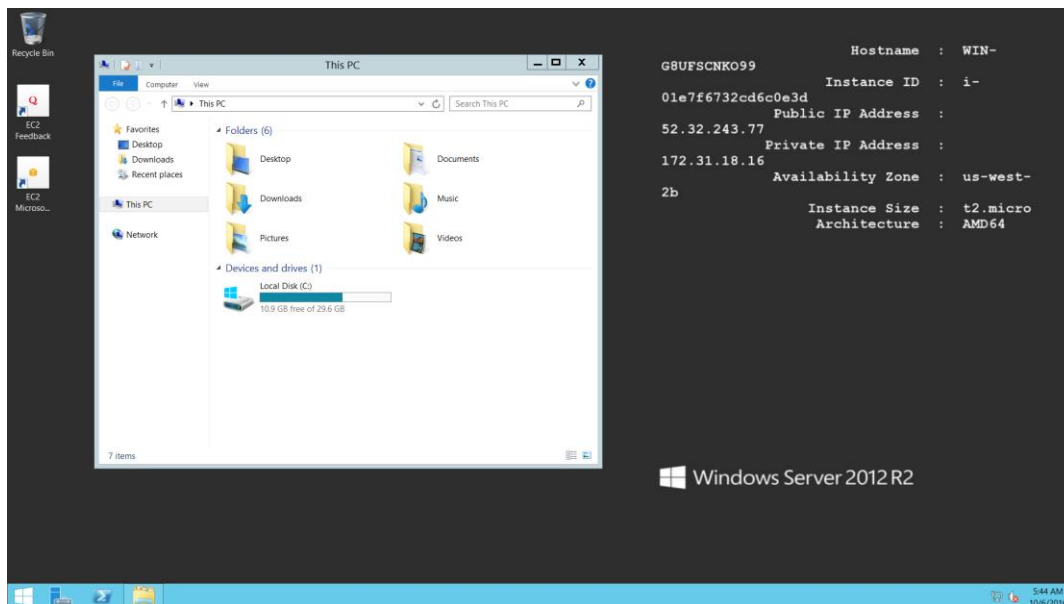 Recycle Bin
EC2
Feedback
EC2
Microso...
This PC
File Computer View
This PC
Search This PC
Favorites
Desktop
Downloads
Recent places
This PC
Network
Folders (6)
Desktop
Documents
Downloads
Music
Pictures
Videos
Devices and drives (1)
Local Disk (C:)
10.9 GB free of 29.6 GB
7 items
Hostname : WIN-
G8UFSCNKO99
Instance ID : i-
01e7f6732cd6c0e3d
Public IP Address :
52.32.243.77
Private IP Address :
172.31.18.16
Availability Zone : us-west-
2b
Instance Size : t2.micro
Architecture : AMD64
Windows Server 2012 R2
5:44 AM